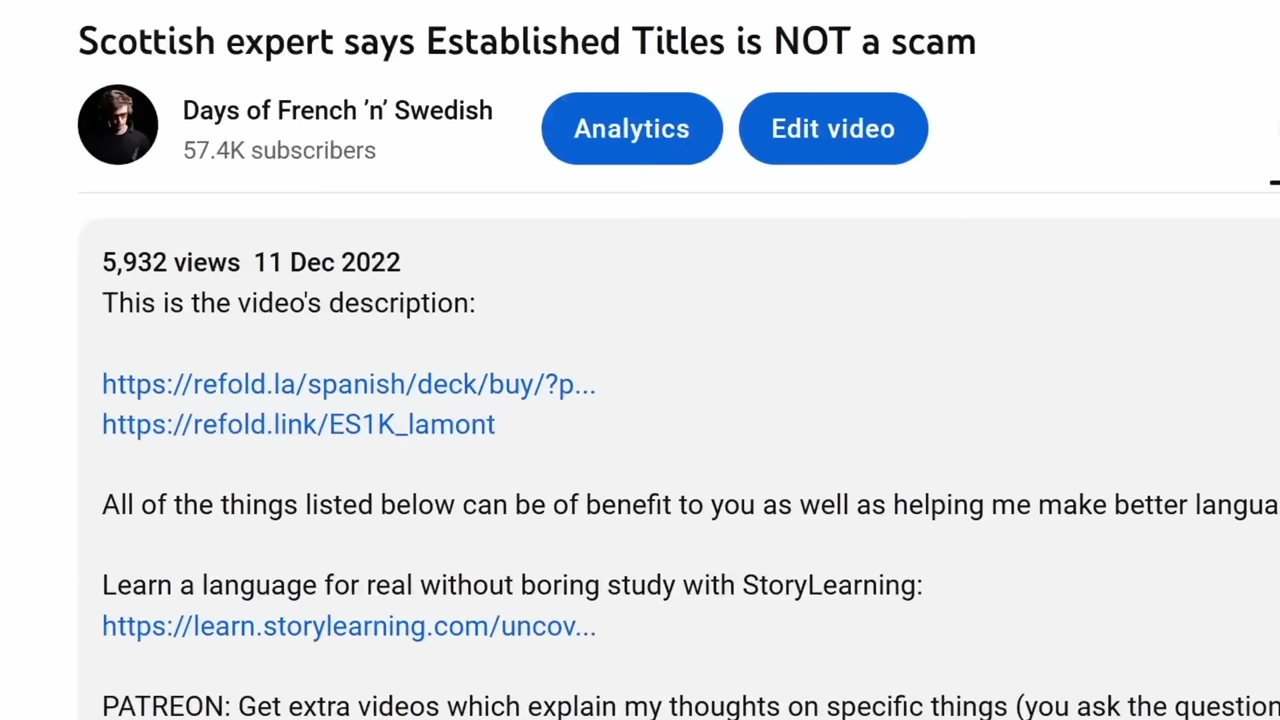 Scottish expert says Established Titles is NOT a scam
Days of French ’n’ Swedish
57.4K subscribers
Analytics
Edit video
5,932 views 11 Dec 2022
This is the video's description:
https://refold.la/spanish/deck/buy/?p...
https://refold.link/ES1K_lamont
All of the things listed below can be of benefit to you as well as helping me make better langua
Learn a language for real without boring study with StoryLearning:
https://learn.storylearning.com/uncov...
PATREON: Get extra videos which explain my thoughts on specific things (you ask the question